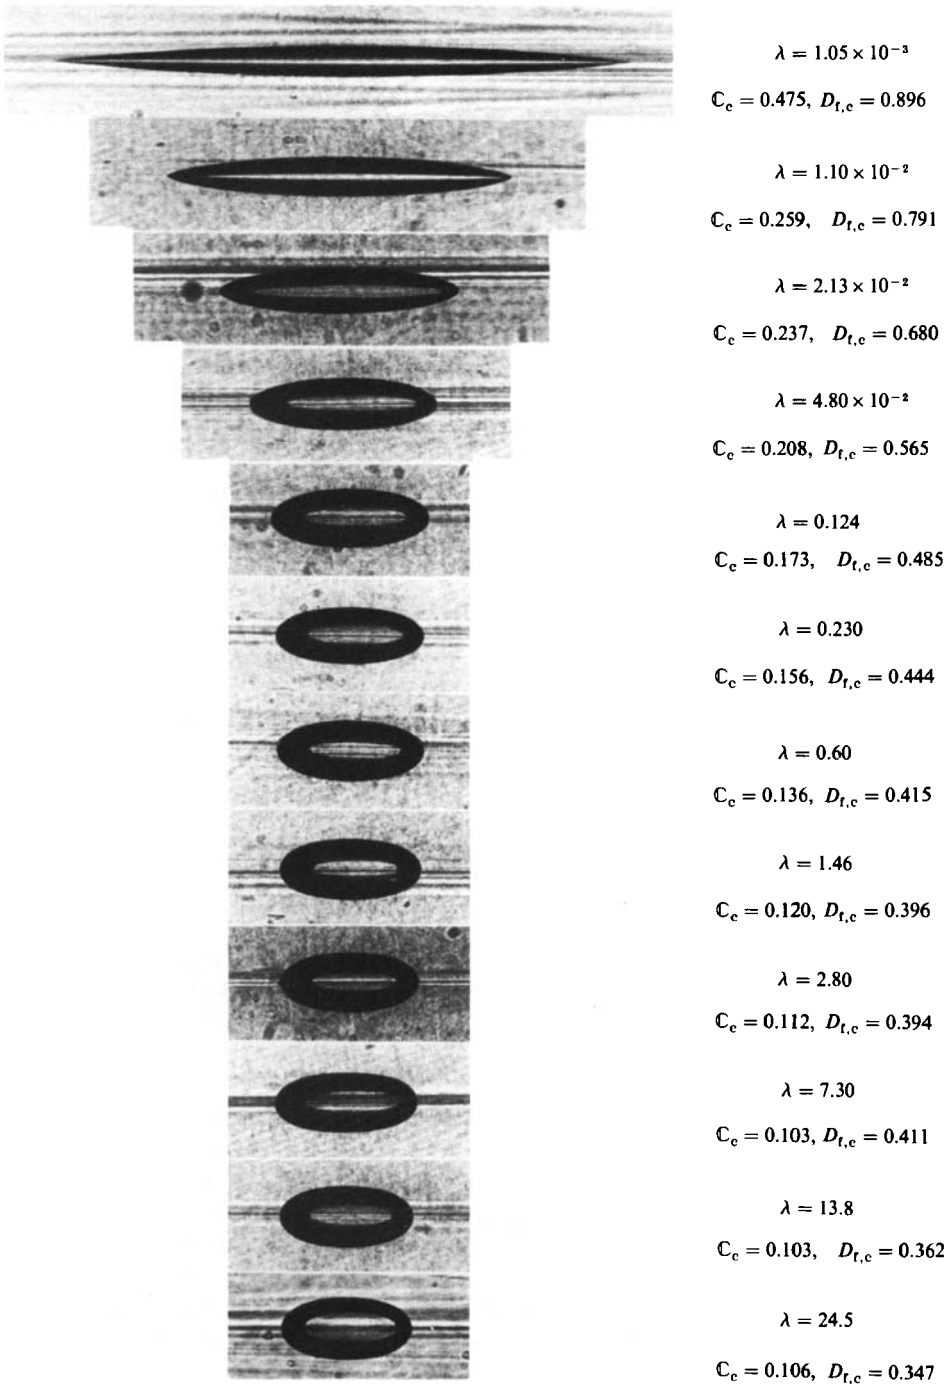 λ = 1.05 × 10⁻³
ℂc = 0.475, Df,c = 0.896
λ = 1.10 × 10⁻²
ℂc = 0.259, Df,c = 0.791
λ = 2.13 × 10⁻²
ℂc = 0.237, Df,c = 0.680
λ = 4.80 × 10⁻²
ℂc = 0.208, Df,c = 0.565
λ = 0.124
ℂc = 0.173, Df,c = 0.485
λ = 0.230
ℂc = 0.156, Df,c = 0.444
λ = 0.60
ℂc = 0.136, Df,c = 0.415
λ = 1.46
ℂc = 0.120, Df,c = 0.396
λ = 2.80
ℂc = 0.112, Df,c = 0.394
λ = 7.30
ℂc = 0.103, Df,c = 0.411
λ = 13.8
ℂc = 0.103, Df,c = 0.362
λ = 24.5
ℂc = 0.106, Df,c = 0.347